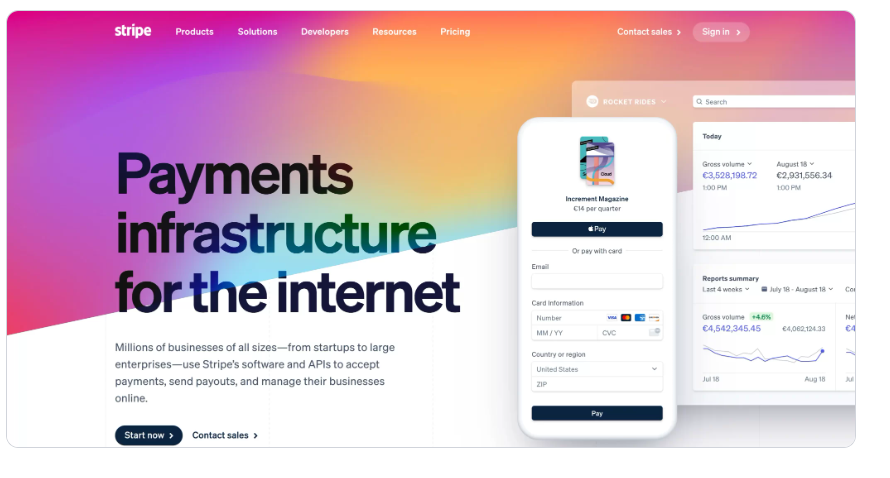 stripe
Products
Solutions
Developers
Resources
Pricing
Contact sales
Sign in
Payments
infrastructure
for the internet
Millions of businesses of all sizes—from startups to large
enterprises—use Stripe's software and APIs to accept
payments, send payouts, and manage their businesses
online.
Start now
Contact sales
Increment Magazine
€14 per quarter
Pay
Or pay with card
Email
Card information
Number
VISA
MM / YY
CVC
Country or region
United States
ZIP
Pay
ROCKET RIDES
Search
Today
Gross volume
August 18
€3,528,198.72
€2,931,556.34
1:00 PM
1:00 PM
12:00 AM
Reports summary
Last 4 weeks
July 18 - August 18
Gross volume
+4.6%
€4,542,345.45
€4,062,124.33
Jul 18
Aug 18
Jul 18